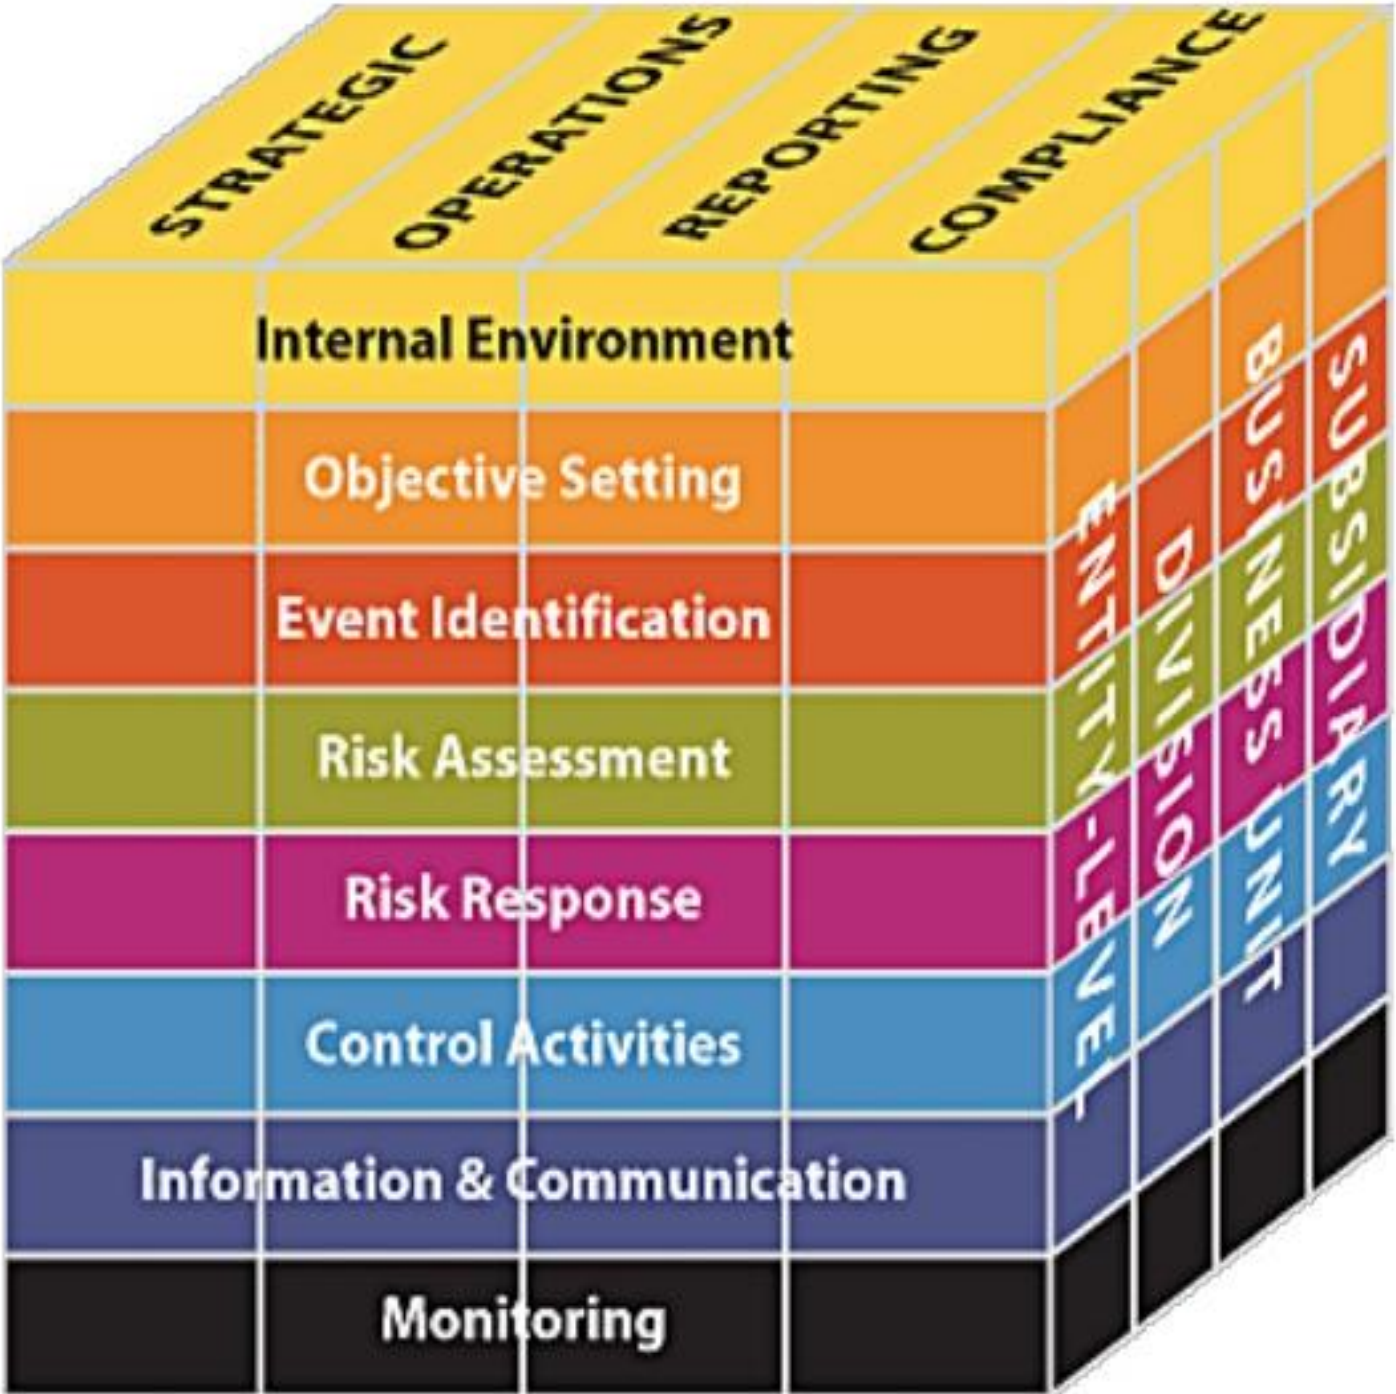 STRATEGIC
OPERATIONS
REPORTING
COMPLIANCE
Internal Environment
Objective Setting
Event Identification
Risk Assessment
Risk Response
Control Activities
Information & Communication
Monitoring
ENTITY-LEVEL
DIVISION
BUSINESS UNIT
SUBSIDIARY